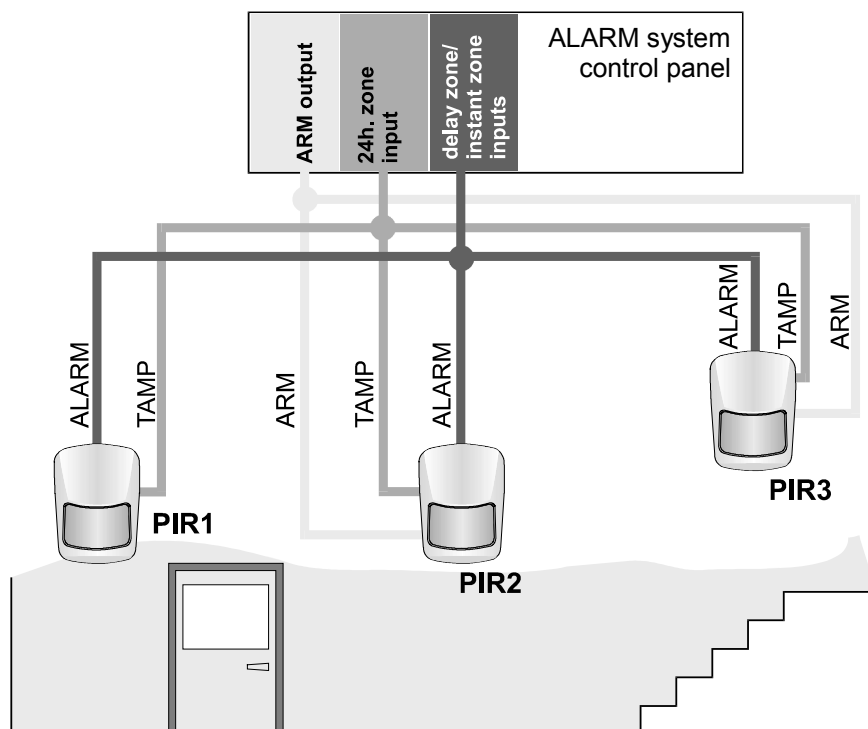 ALARM system
control panel
ARM output
24h. zone
input
delay zone/
instant zone
inputs
ALARM
TAMP
ARM
TAMP
ALARM
ALARM
TAMP
ARM
PIR1
PIR2
PIR3